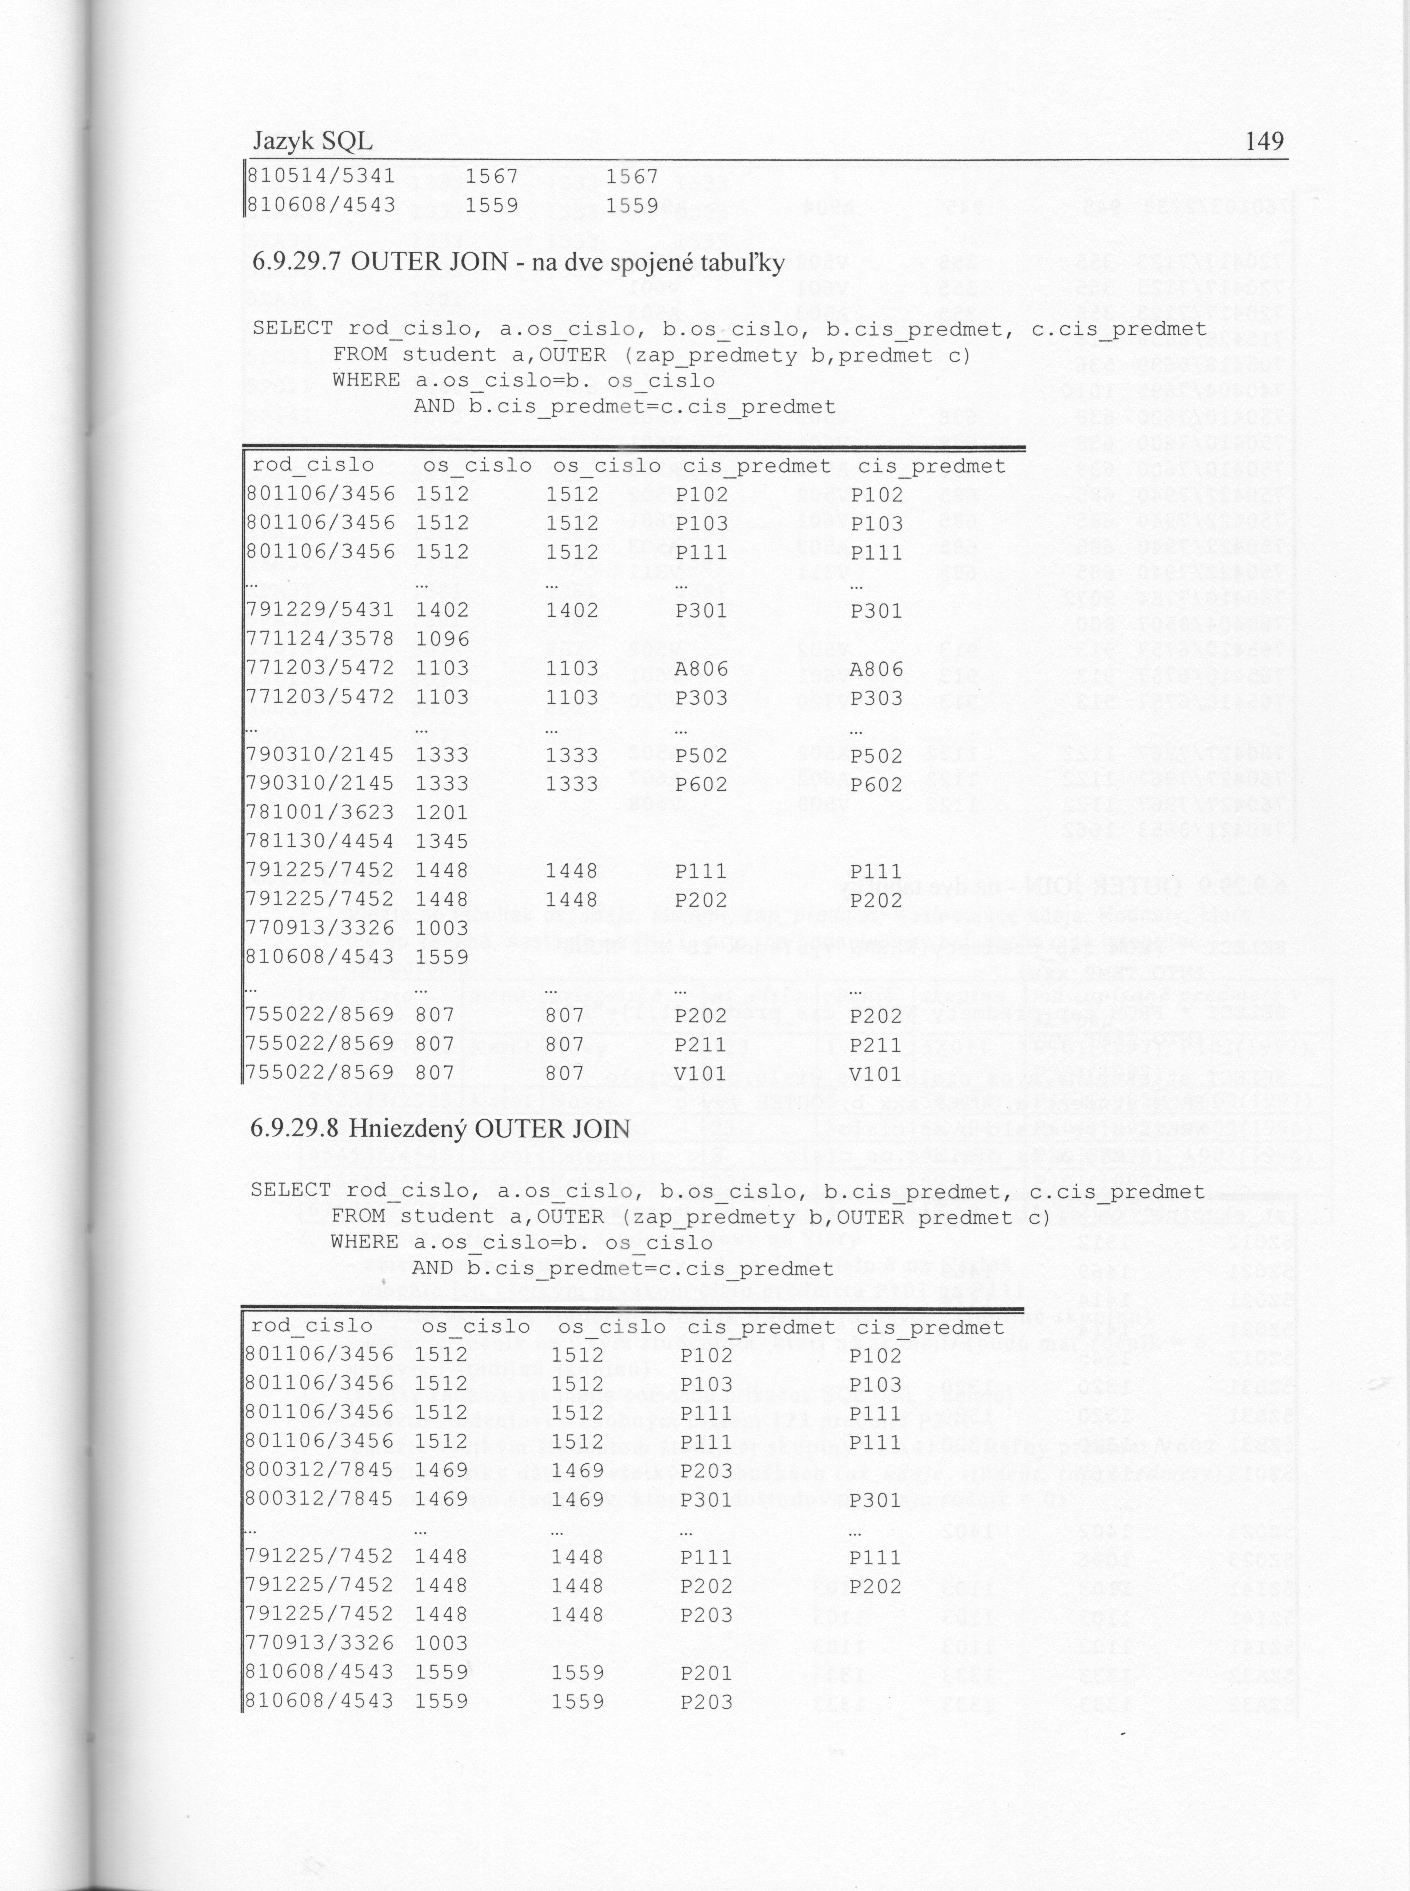 Jazyk SQL 149
810514/5341 1567 1567
810608/4543 1559 1559
6.9.29.7 OUTER JOIN - na dve spojené tabuľky
SELECT rod_cislo, a.os_cislo, b.os_cislo, b.cis_predmet, c.cis_predmet
FROM student a,OUTER (zap_predmety b,predmet c)
WHERE a.os_cislo=b. os_cislo
AND b.cis_predmet=c.cis_predmet
rod_cislo os_cislo os_cislo cis_predmet cis_predmet
801106/3456 1512 1512 P102 P102
801106/3456 1512 1512 P103 P103
801106/3456 1512 1512 P111 P111
… … … … …
791229/5431 1402 1402 P301 P301
771124/3578 1096
771203/5472 1103 1103 A806 A806
771203/5472 1103 1103 P303 P303
… … … … …
790310/2145 1333 1333 P502 P502
790310/2145 1333 1333 P602 P602
781001/3623 1201
781130/4454 1345
791225/7452 1448 1448 P111 P111
791225/7452 1448 1448 P202 P202
770913/3326 1003
810608/4543 1559
… … … … …
755022/8569 807 807 P202 P202
755022/8569 807 807 P211 P211
755022/8569 807 807 V101 V101
6.9.29.8 Hniezdený OUTER JOIN
SELECT rod_cislo, a.os_cislo, b.os_cislo, b.cis_predmet, c.cis_predmet
FROM student a,OUTER (zap_predmety b,OUTER predmet c)
WHERE a.os_cislo=b. os_cislo
AND b.cis_predmet=c.cis_predmet
rod_cislo os_cislo os_cislo cis_predmet cis_predmet
801106/3456 1512 1512 P102 P102
801106/3456 1512 1512 P103 P103
801106/3456 1512 1512 P111 P111
801106/3456 1512 1512 P111 P111
800312/7845 1469 1469 P203
800312/7845 1469 1469 P301 P301
… … … … …
791225/7452 1448 1448 P111 P111
791225/7452 1448 1448 P202 P202
791225/7452 1448 1448 P203
770913/3326 1003
810608/4543 1559 1559 P201
810608/4543 1559 1559 P203